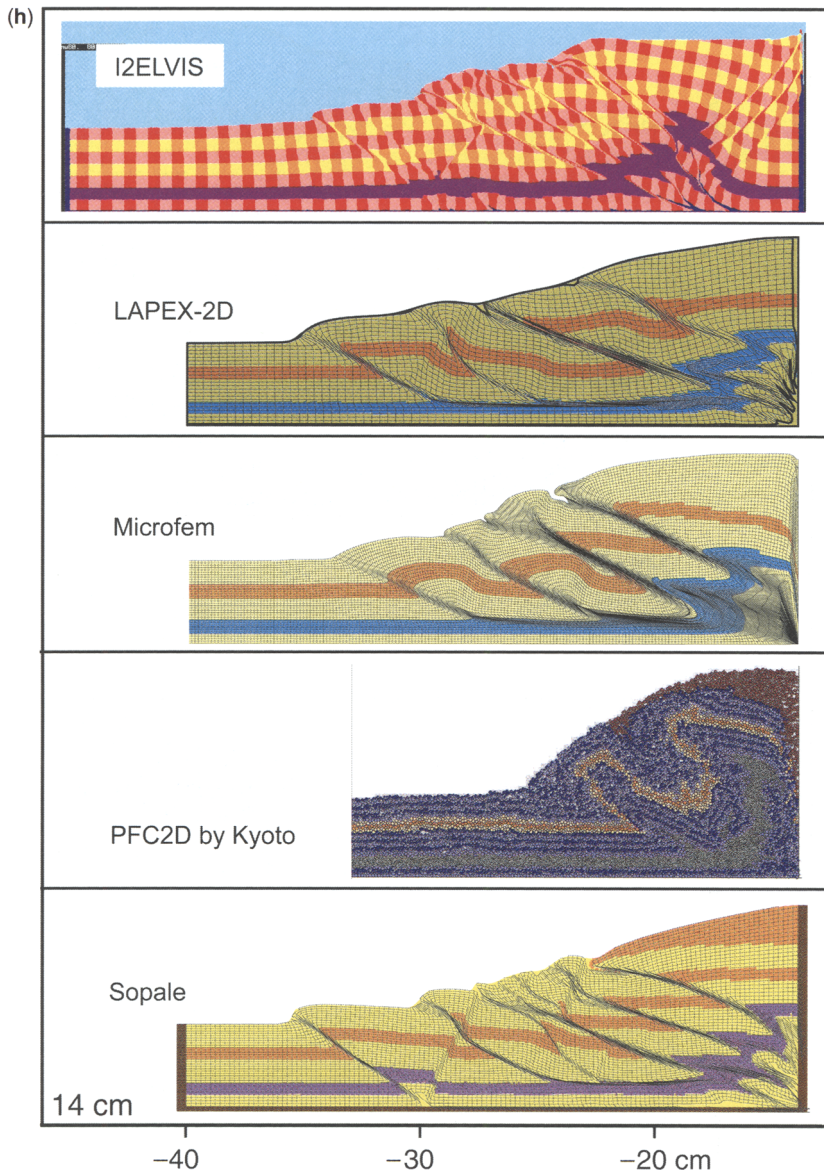 (h)
I2ELVIS
LAPEX-2D
Microfem
PFC2D by Kyoto
Sopale
14 cm
−40 −30 −20 cm